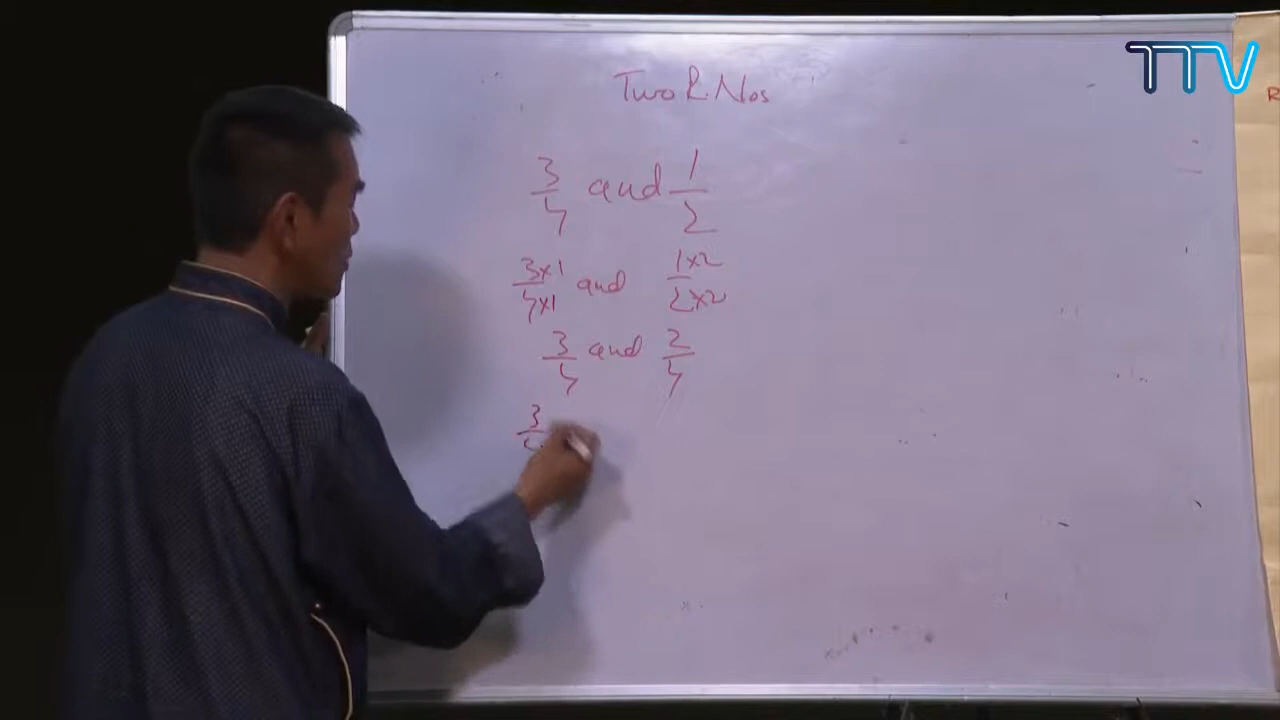 TTV
R
Two R. Nos
3/4 and 1/2
3x1/4x1 and 1x2/2x2
3/4 and 2/4
3